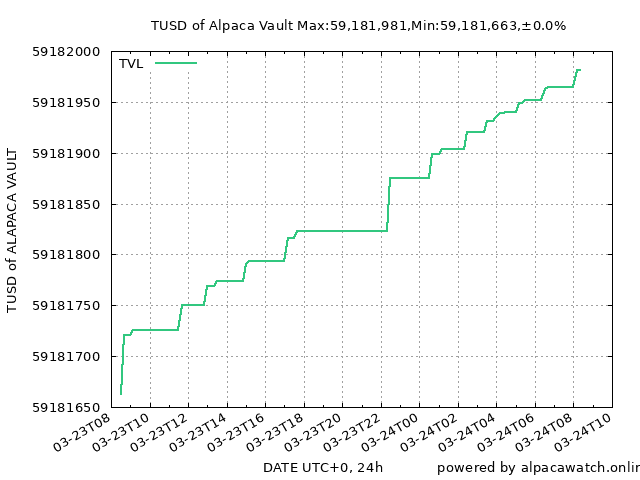 TUSD of Alpaca Vault Max:59,181,981,Min:59,181,663,±0.0%
TVL
59182000
59181950
59181900
59181850
59181800
59181750
59181700
59181650
TUSD of ALAPACA VAULT
03-23T08
03-23T10
03-23T12
03-23T14
03-23T16
03-23T18
03-23T20
03-23T22
03-24T00
03-24T02
03-24T04
03-24T06
03-24T08
03-24T10
DATE UTC+0, 24h
powered by alpacawatch.onlin